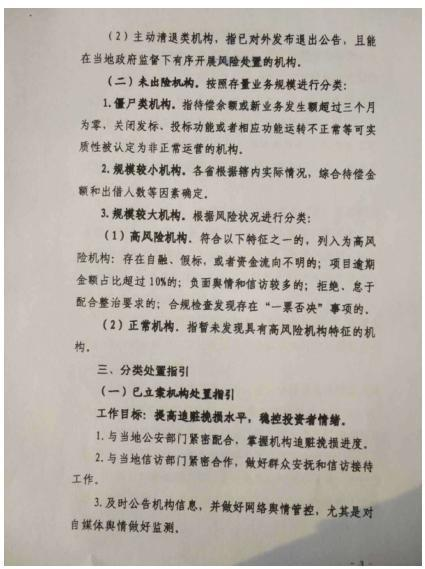 （2）主动清退类机构，指已对外发布退出公告，且能
在当地政府监督下有序开展风险处置的机构。
（二）未出险机构。按照存量业务规模进行分类：
1.僵尸类机构。指待偿余额或新业务发生额超过三个月
为零，关闭发标、投标功能或者相应功能运转不正常等可实
质性被认定为非正常运营的机构。
2.规模较小机构。各省根据辖内实际情况，综合待偿金
额和出借人数等因素确定。
3.规模较大机构。根据风险状况进行分类：
（1）高风险机构。符合以下特征之一的，列入为高风
险机构：存在自融、假标，或者资金流向不明的；项目逾期
金额占比超过10%的；负面舆情和信访较多的；拒绝、怠于
配合整治要求的；合规检查发现存在“一票否决”事项的。
（2）正常机构。指暂未发现具有高风险机构特征的机
构。
三、分类处置指引
（一）已立案机构处置指引
工作目标：提高追赃挽损水平，稳控投资者情绪。
1.与当地公安部门紧密配合，掌握机构追赃挽损进度。
2.与当地信访部门紧密合作，做好群众安抚和信访接待
工作。
3.及时公告机构信息，并做好网络舆情管控，尤其是对
自媒体舆情做好监测。
- 3 -